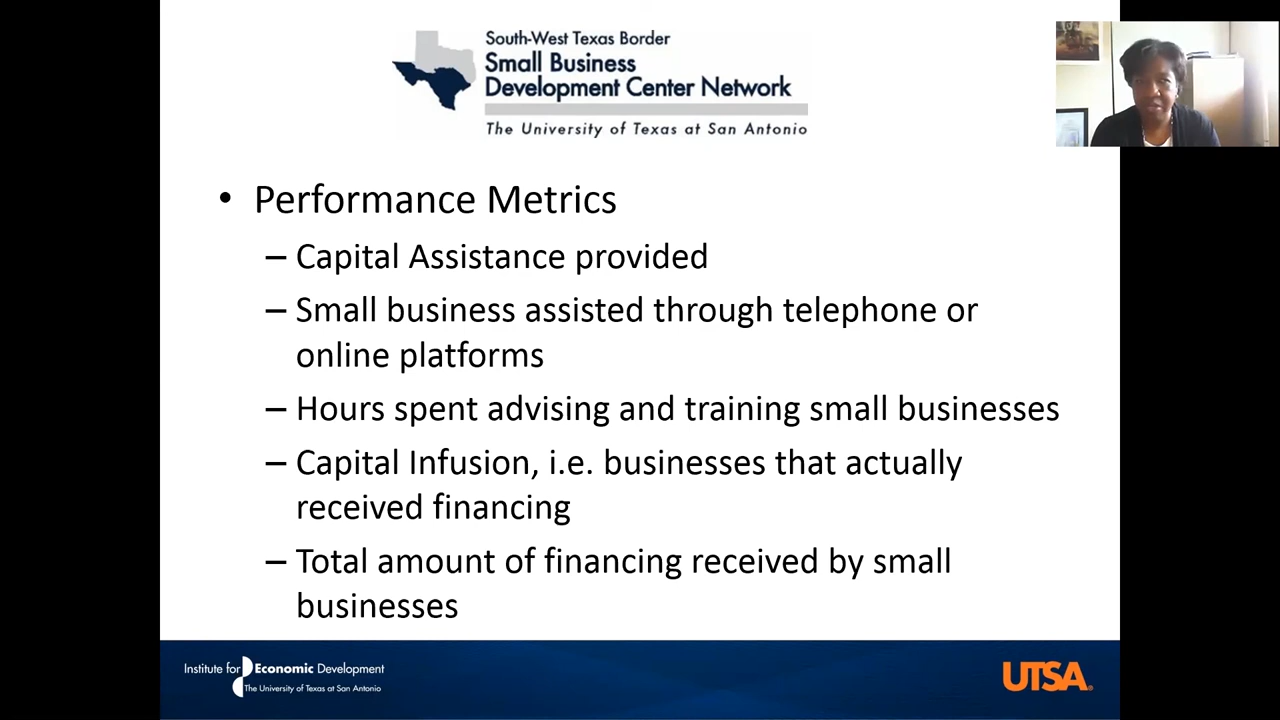 South-West Texas Border
Small Business
Development Center Network
The University of Texas at San Antonio
• Performance Metrics
– Capital Assistance provided
– Small business assisted through telephone or
online platforms
– Hours spent advising and training small businesses
– Capital Infusion, i.e. businesses that actually
received financing
– Total amount of financing received by small
businesses
Institute for Economic Development
The University of Texas at San Antonio
UTSA